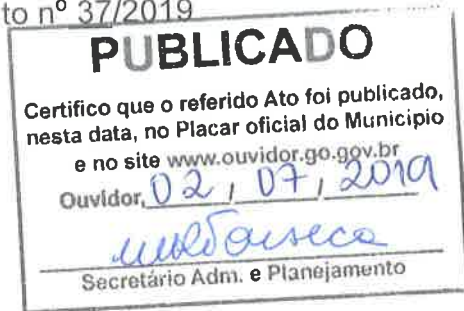 to nº 37/2019
PUBLICADO
Certifico que o referido Ato foi publicado,
nesta data, no Placar oficial do Municipio
e no site www.ouvidor.go.gov.br
Ouvidor, 02 / 07 / 2019
Secretário Adm. e Planejamento